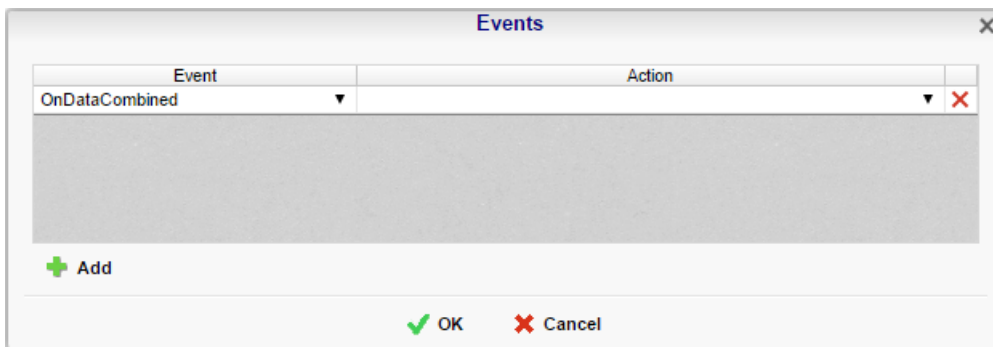 Events
Event Action
OnDataCombined
Add
OK Cancel